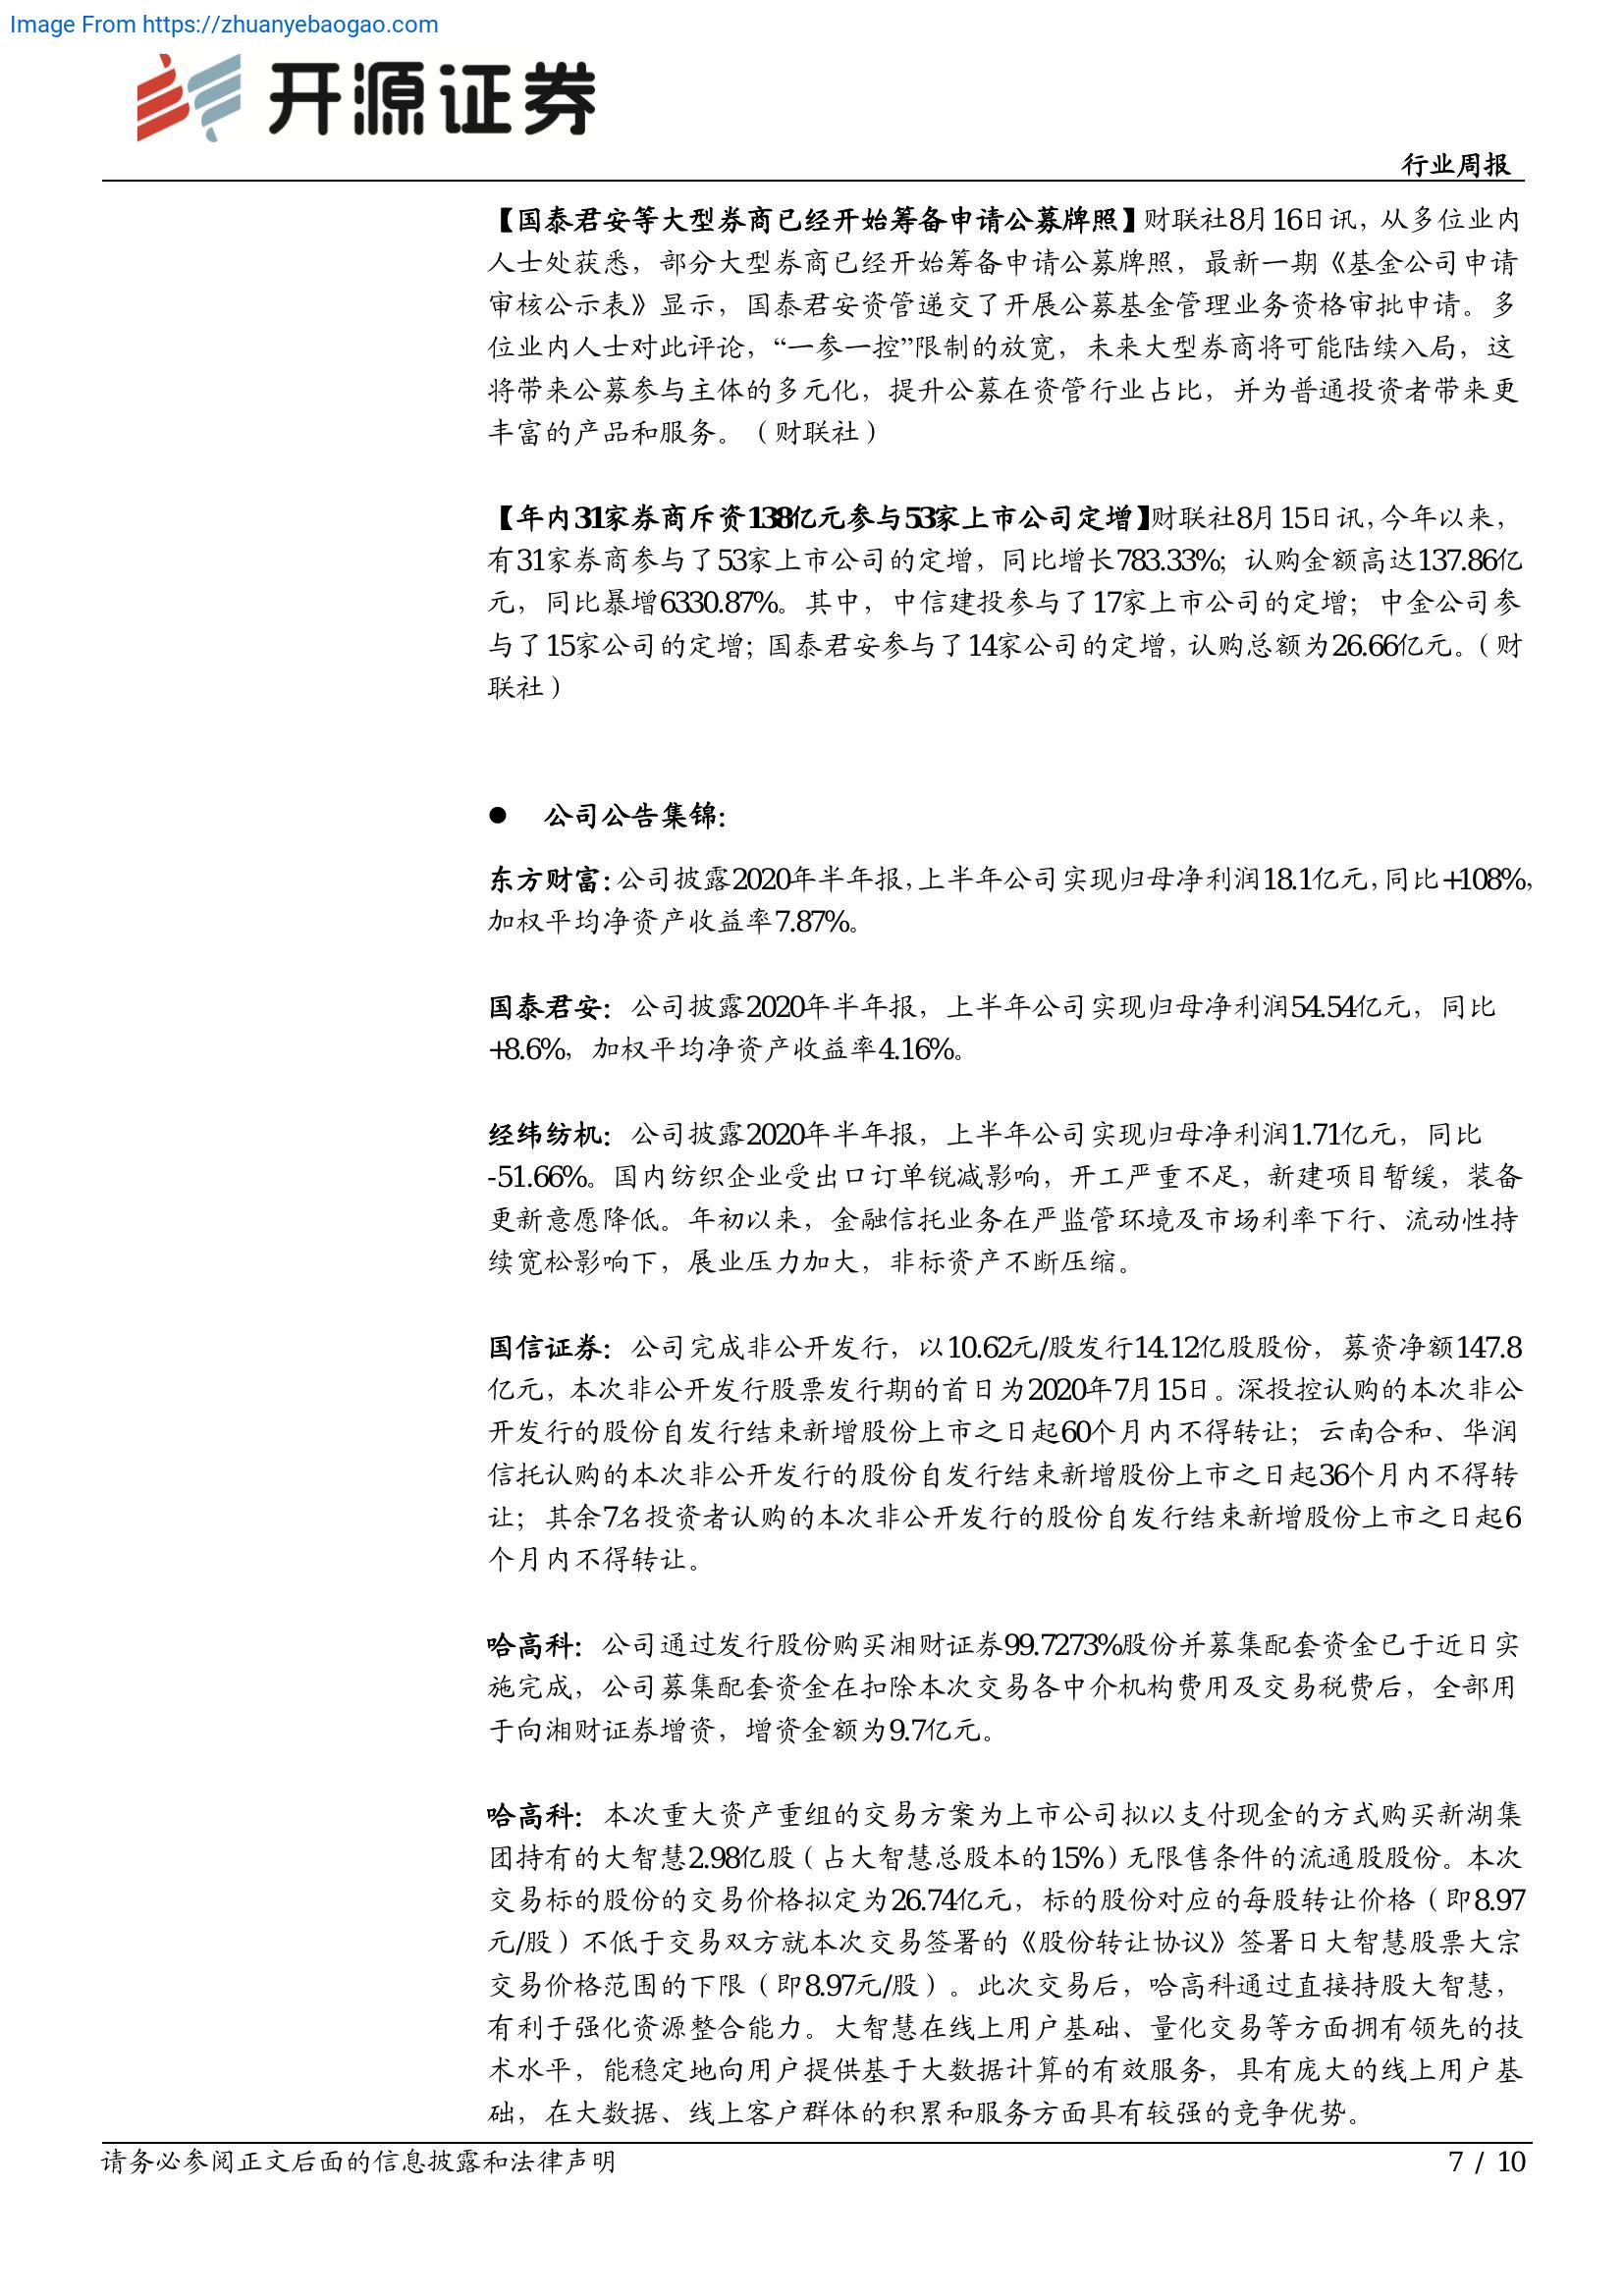 Image From https://zhuanyebaogao.com
开源证券
行业周报
【国泰君安等大型券商已经开始筹备申请公募牌照】财联社8月16日讯，从多位业内
人士处获悉，部分大型券商已经开始筹备申请公募牌照，最新一期《基金公司申请
审核公示表》显示，国泰君安资管递交了开展公募基金管理业务资格审批申请。多
位业内人士对此评论，“一参一控”限制的放宽，未来大型券商将可能陆续入局，这
将带来公募参与主体的多元化，提升公募在资管行业占比，并为普通投资者带来更
丰富的产品和服务。（财联社）
【年内31家券商斥资138亿元参与53家上市公司定增】财联社8月15日讯，今年以来，
有31家券商参与了53家上市公司的定增，同比增长783.33%；认购金额高达137.86亿
元，同比暴增6330.87%。其中，中信建投参与了17家上市公司的定增；中金公司参
与了15家公司的定增；国泰君安参与了14家公司的定增，认购总额为26.66亿元。（财
联社）
● 公司公告集锦：
东方财富：公司披露2020年半年报，上半年公司实现归母净利润18.1亿元，同比+108%，
加权平均净资产收益率7.87%。
国泰君安：公司披露2020年半年报，上半年公司实现归母净利润54.54亿元，同比
+8.6%，加权平均净资产收益率4.16%。
经纬纺机：公司披露2020年半年报，上半年公司实现归母净利润1.71亿元，同比
-51.66%。国内纺织企业受出口订单锐减影响，开工严重不足，新建项目暂缓，装备
更新意愿降低。年初以来，金融信托业务在严监管环境及市场利率下行、流动性持
续宽松影响下，展业压力加大，非标资产不断压缩。
国信证券：公司完成非公开发行，以10.62元/股发行14.12亿股股份，募资净额147.8
亿元，本次非公开发行股票发行期的首日为2020年7月15日。深投控认购的本次非公
开发行的股份自发行结束新增股份上市之日起60个月内不得转让；云南合和、华润
信托认购的本次非公开发行的股份自发行结束新增股份上市之日起36个月内不得转
让；其余7名投资者认购的本次非公开发行的股份自发行结束新增股份上市之日起6
个月内不得转让。
哈高科：公司通过发行股份购买湘财证券99.7273%股份并募集配套资金已于近日实
施完成，公司募集配套资金在扣除本次交易各中介机构费用及交易税费后，全部用
于向湘财证券增资，增资金额为9.7亿元。
哈高科：本次重大资产重组的交易方案为上市公司拟以支付现金的方式购买新湖集
团持有的大智慧2.98亿股（占大智慧总股本的15%）无限售条件的流通股股份。本次
交易标的股份的交易价格拟定为26.74亿元，标的股份对应的每股转让价格（即8.97
元/股）不低于交易双方就本次交易签署的《股份转让协议》签署日大智慧股票大宗
交易价格范围的下限（即8.97元/股）。此次交易后，哈高科通过直接持股大智慧，
有利于强化资源整合能力。大智慧在线上用户基础、量化交易等方面拥有领先的技
术水平，能稳定地向用户提供基于大数据计算的有效服务，具有庞大的线上用户基
础，在大数据、线上客户群体的积累和服务方面具有较强的竞争优势。
请务必参阅正文后面的信息披露和法律声明
7 / 10